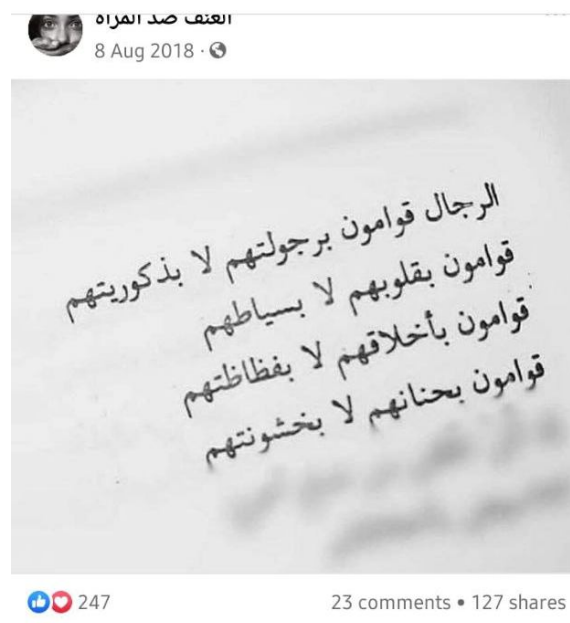 العنف ضد المرأة
8 Aug 2018
الرجال قوامون برجولتهم لا بذكوريتهم
قوامون بقلوبهم لا بسياطهم
قوامون بأخلاقهم لا بفظاظتهم
قوامون بحنانهم لا بخشونتهم
247
23 comments • 127 shares